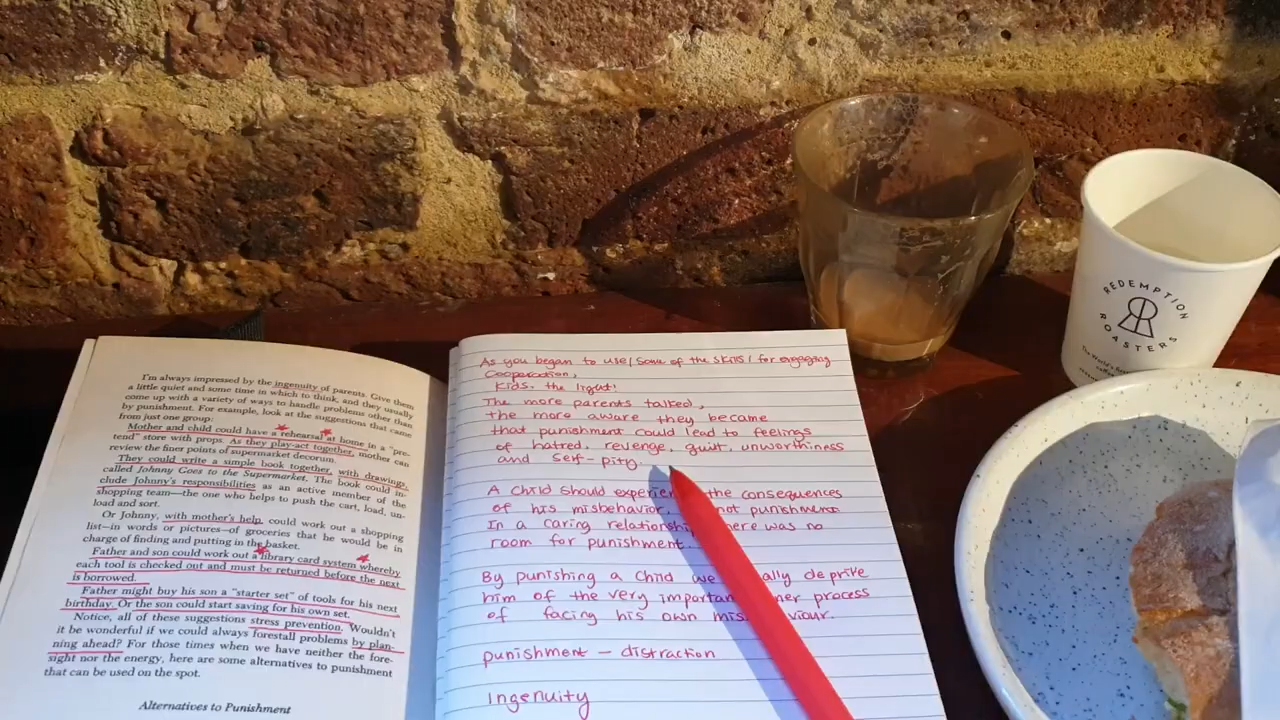 I'm always impressed by the ingenuity of parents. Give them
a little quiet and some time in which to think, and they usually
come up with a variety of ways to handle problems other than
by punishment. For example, look at the suggestions that came
from just one group:
Mother and child could have a rehearsal at home in a "pre-
tend" store with props. As they play-act together, mother can
review the finer points of supermarket decorum.
They could write a simple book together, with drawings,
called Johnny Goes to the Supermarket. The book could in-
clude Johnny's responsibilities as an active member of the
shopping team—the one who helps to push the cart, load, un-
load and sort.
Or Johnny, with mother's help, could work out a shopping
list—in words or pictures—of groceries that he would be in
charge of finding and putting in the basket.
Father and son could work out a library card system whereby
each tool is checked out and must be returned before the next
is borrowed.
Father might buy his son a "starter set" of tools for his next
birthday. Or the son could start saving for his own set.
Notice, all of these suggestions stress prevention. Wouldn't
it be wonderful if we could always forestall problems by plan-
ning ahead? For those times when we have neither the fore-
sight nor the energy, here are some alternatives to punishment
that can be used on the spot.
Alternatives to Punishment
As you began to use/ some of the skills/ for engaging
cooperation,
Kids. the light!
The more parents talked,
the more aware they became
that punishment could lead to feelings
of hatred. revenge, guilt, unworthiness
and self-pity.
A child should the consequences
of his misbehavior, not punishment
In a caring relationship there was no
room for punishment.
By punishing a child we deprive
him of the very process
of facing his own
punishment – distraction
Ingenuity
REDEMPTION
ROASTERS
The World's